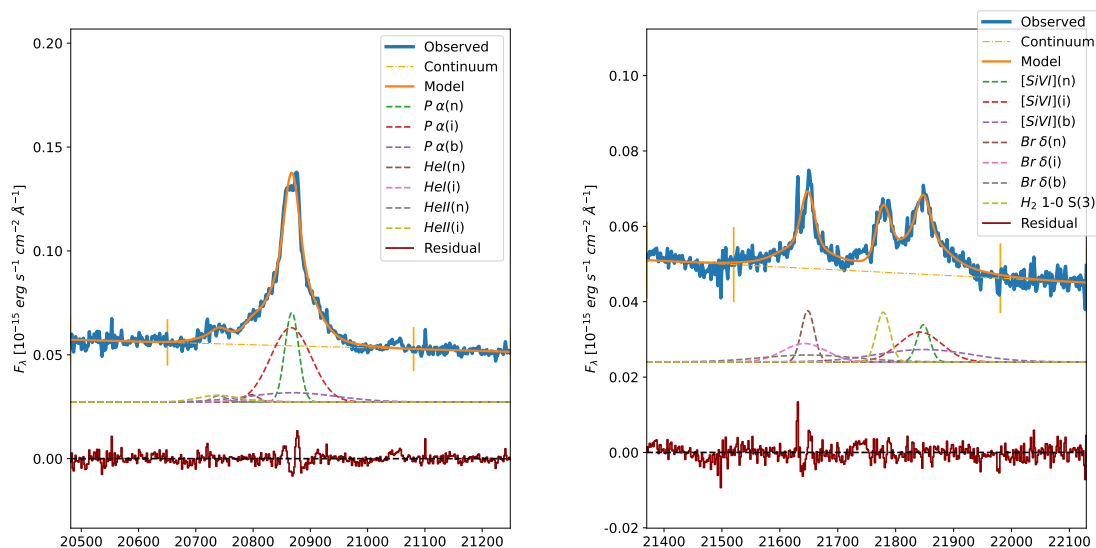 0.20
0.15
0.10
0.05
0.00
F_λ [10⁻¹⁵ erg s⁻¹ cm⁻² Å⁻¹]
20500 20600 20700 20800 20900 21000 21100 21200
Observed
Continuum
Model
P α(n)
P α(i)
P α(b)
HeI(n)
HeI(i)
HeII(n)
HeII(i)
Residual
0.10
0.08
0.06
0.04
0.02
0.00
-0.02
F_λ [10⁻¹⁵ erg s⁻¹ cm⁻² Å⁻¹]
21400 21500 21600 21700 21800 21900 22000 22100
Observed
Continuum
Model
[SiVI](n)
[SiVI](i)
[SiVI](b)
Br δ(n)
Br δ(i)
Br δ(b)
H₂ 1-0 S(3)
Residual